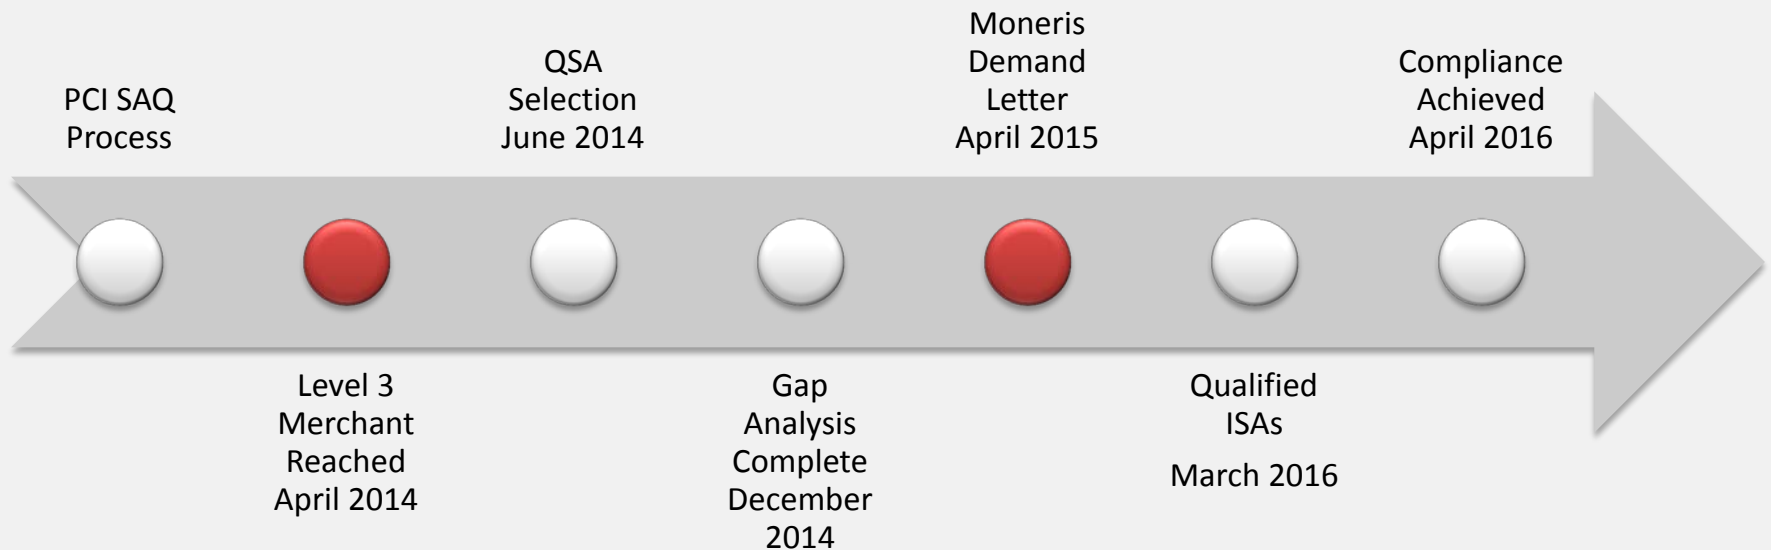 PCI SAQ
Process
Level 3
Merchant
Reached
April 2014
QSA
Selection
June 2014
Gap
Analysis
Complete
December
2014
Moneris
Demand
Letter
April 2015
Qualified
ISAs
March 2016
Compliance
Achieved
April 2016